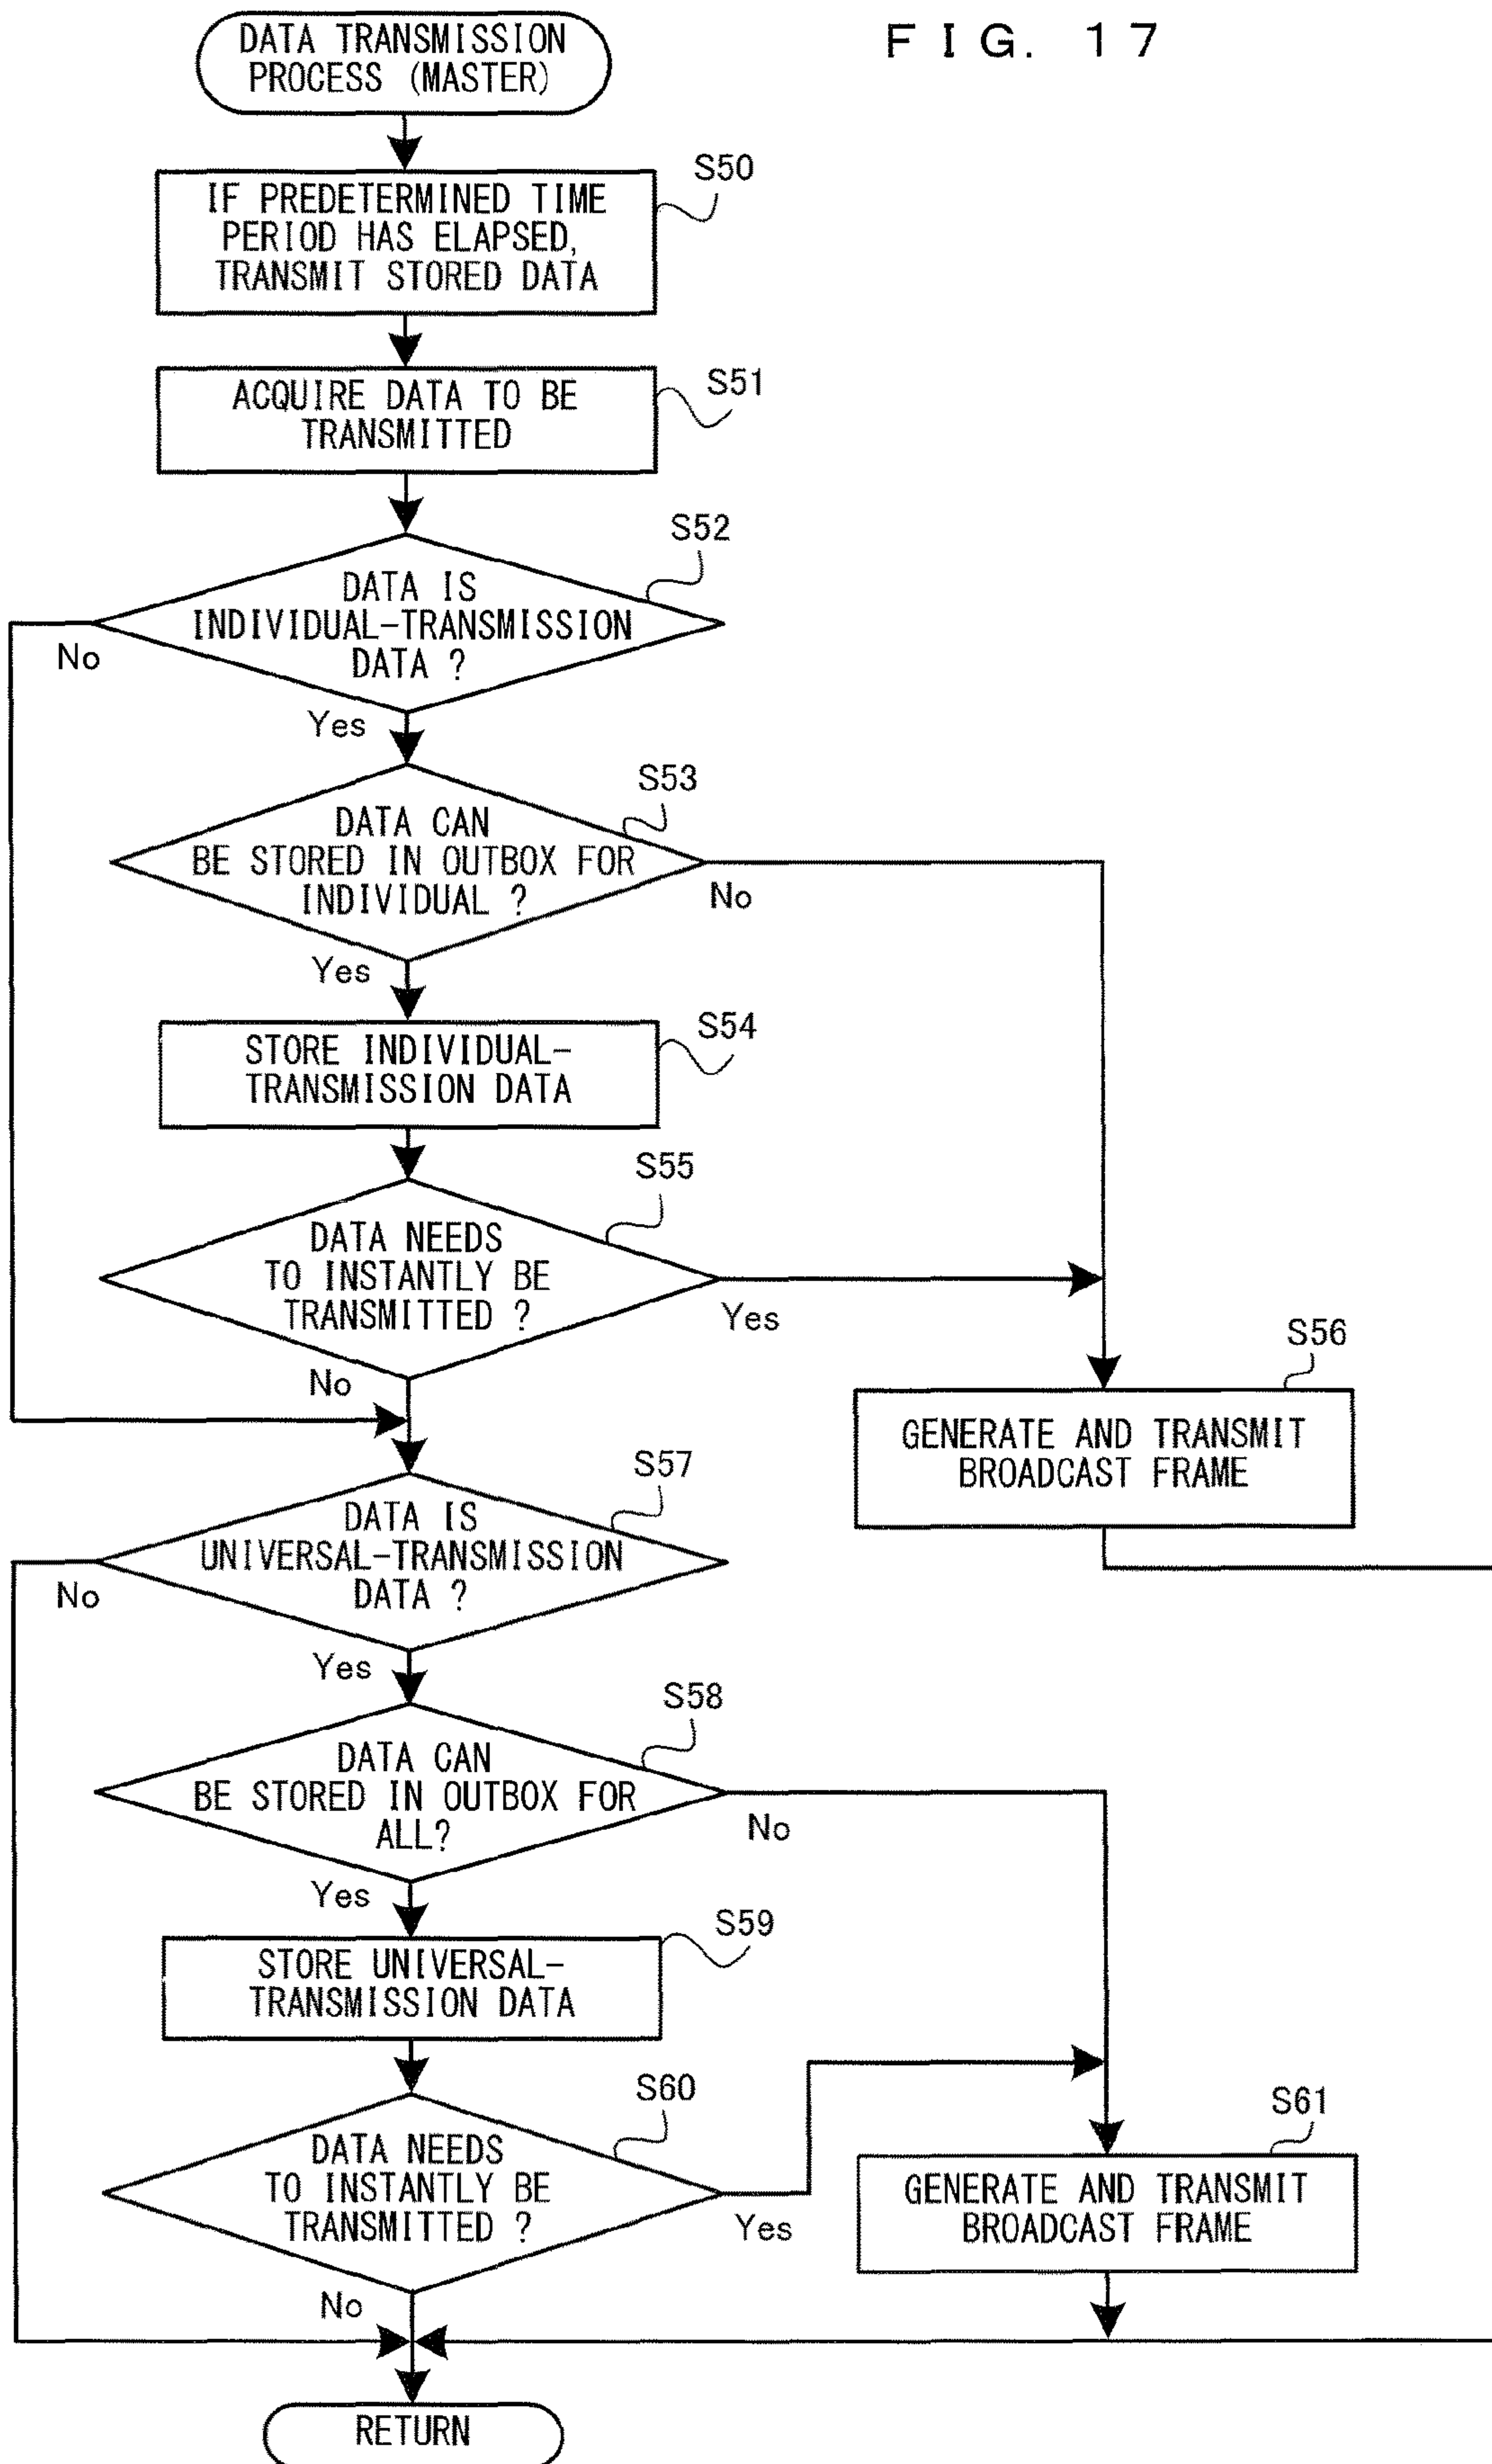 FIG. 17
DATA TRANSMISSION
PROCESS (MASTER)
S50
IF PREDETERMINED TIME
PERIOD HAS ELAPSED,
TRANSMIT STORED DATA
S51
ACQUIRE DATA TO BE
TRANSMITTED
S52
DATA IS
INDIVIDUAL-TRANSMISSION
DATA ?
No
Yes
S53
DATA CAN
BE STORED IN OUTBOX FOR
INDIVIDUAL ?
No
Yes
S54
STORE INDIVIDUAL-
TRANSMISSION DATA
S55
DATA NEEDS
TO INSTANTLY BE
TRANSMITTED ?
Yes
No
S56
GENERATE AND TRANSMIT
BROADCAST FRAME
S57
DATA IS
UNIVERSAL-TRANSMISSION
DATA ?
No
Yes
S58
DATA CAN
BE STORED IN OUTBOX FOR
ALL?
No
Yes
S59
STORE UNIVERSAL-
TRANSMISSION DATA
S60
DATA NEEDS
TO INSTANTLY BE
TRANSMITTED ?
Yes
No
S61
GENERATE AND TRANSMIT
BROADCAST FRAME
RETURN